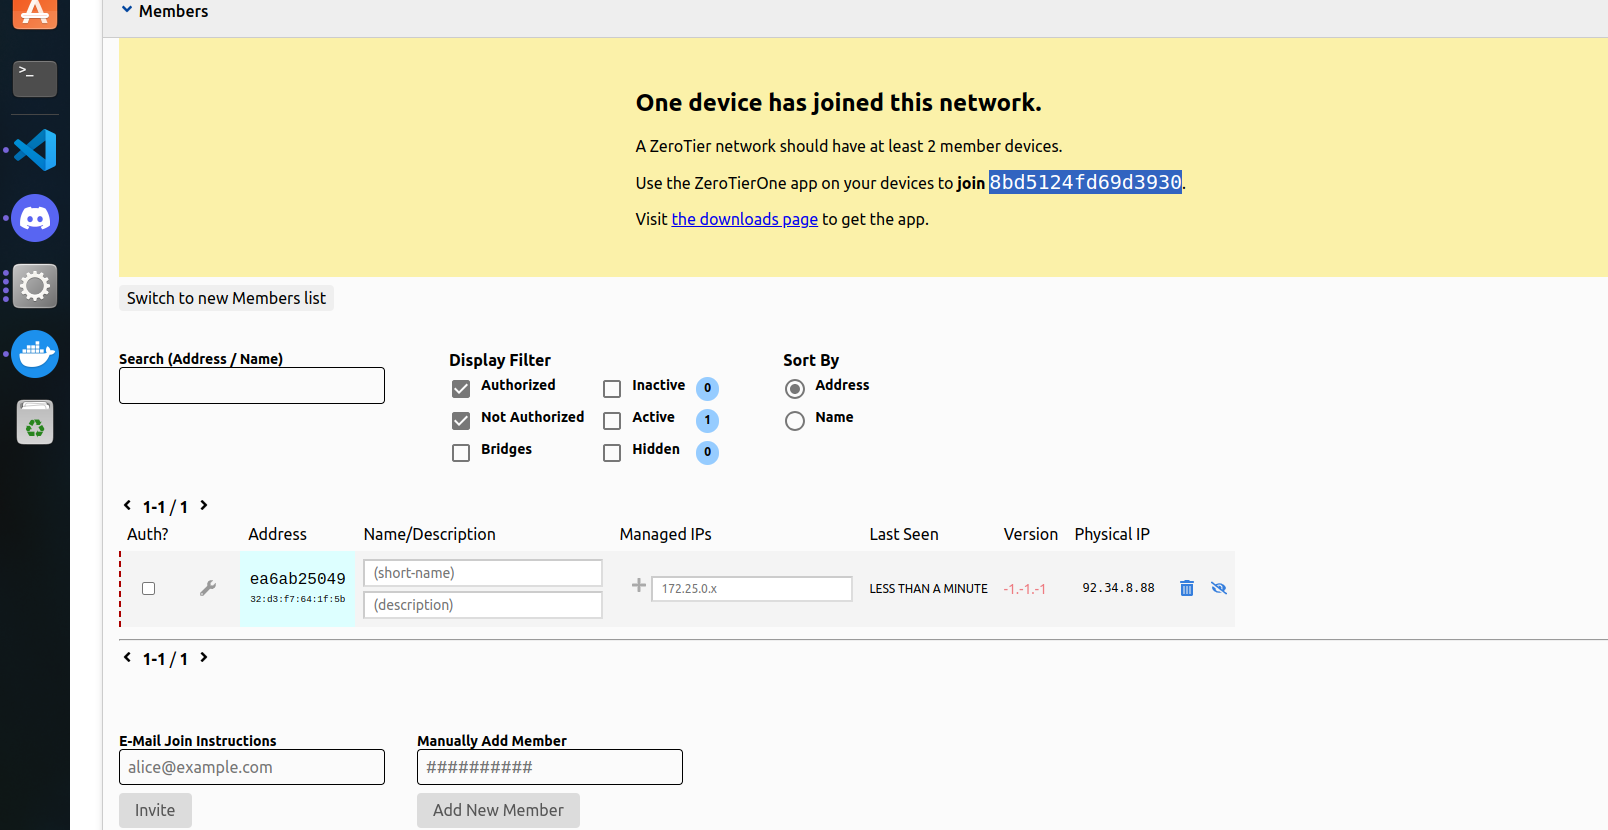 Members
One device has joined this network.
A ZeroTier network should have at least 2 member devices.
Use the ZeroTierOne app on your devices to join 8bd5124fd69d3930.
Visit the downloads page to get the app.
Switch to new Members list
Search (Address / Name)
Display Filter
Sort By
Authorized
Inactive
0
Address
Not Authorized
Active
1
Name
Bridges
Hidden
0
1-1 / 1
Auth?
Address
Name/Description
Managed IPs
Last Seen
Version
Physical IP
ea6ab25049
32:d3:f7:64:1f:5b
(short-name)
(description)
172.25.0.x
LESS THAN A MINUTE
-1.-1.-1
92.34.8.88
1-1 / 1
E-Mail Join Instructions
Manually Add Member
alice@example.com
##########
Invite
Add New Member